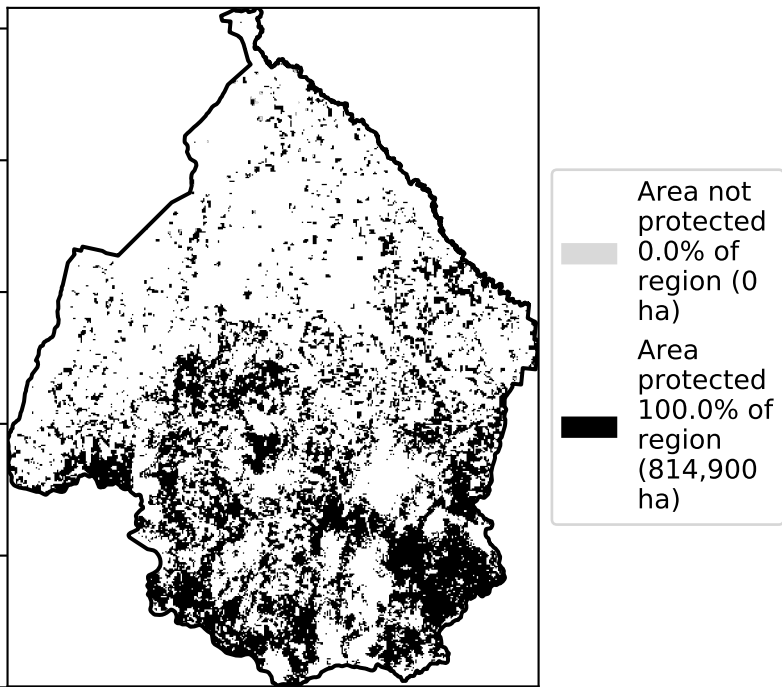 Area not
protected
0.0% of
region (0
ha)
Area
protected
100.0% of
region
(814,900
ha)